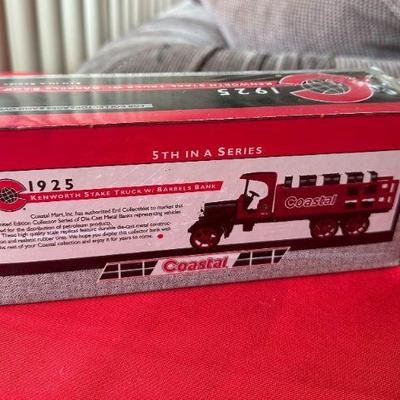 1925
KENWORTH STAKE TRUCK W/ BARRELS BANK
5TH IN A SERIES
5TH IN A SERIES
1925
KENWORTH STAKE TRUCK W/ BARRELS BANK
Coastal Mart, Inc. has authorized Ertl Collectibles to market this
Edition Collector Series of Die-Cast Metal Banks representing vehicles
for the distribution of petroleum products.
These high quality scale replicas feature durable die-cast metal
and realistic rubber tires. We hope you display this collector bank with
the rest of your Coastal collection and enjoy it for years to come.
Coastal
Coastal